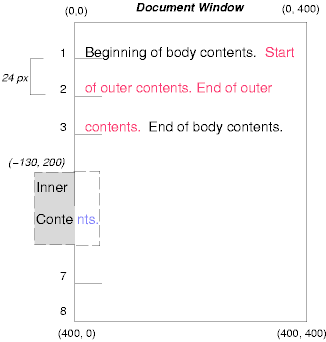 Document Window
(0,0) (0, 400)
1 Beginning of body contents. Start
24 px
2 of outer contents. End of outer
3 contents. End of body contents.
(−130, 200)
Inner
Contents.
7
8
(400, 0) (400, 400)